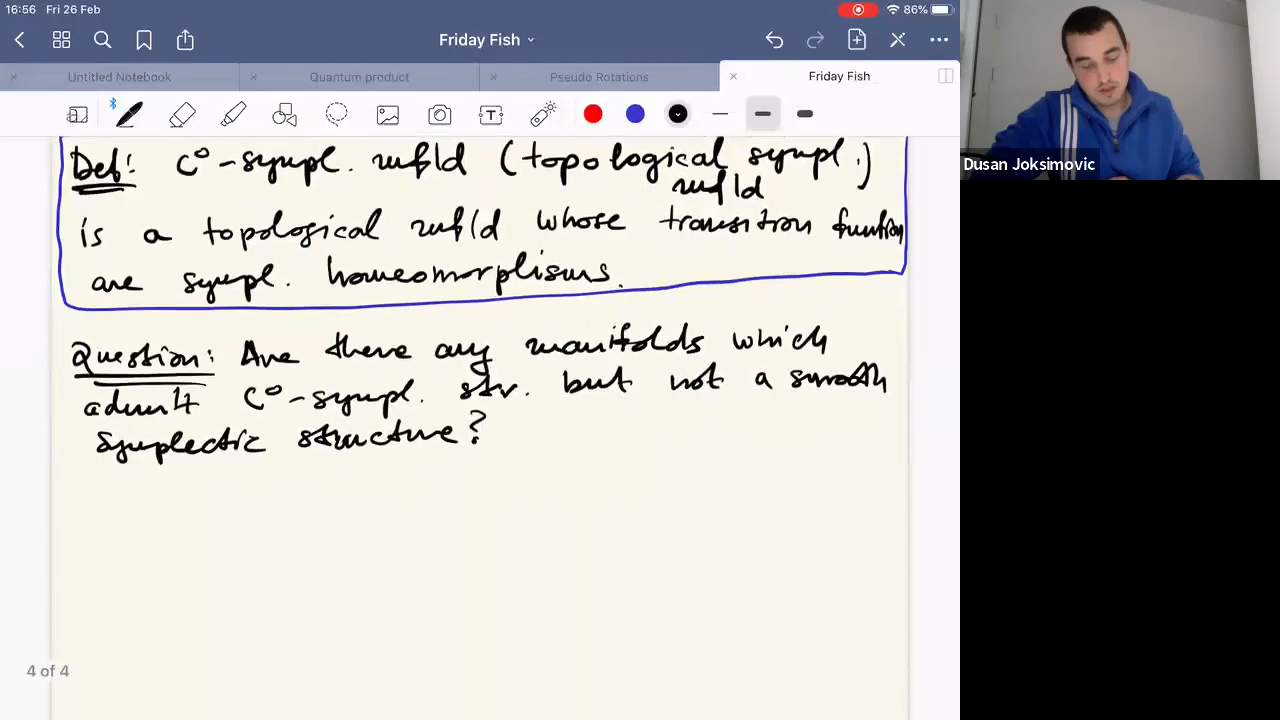 16:56 Fri 26 Feb
86%
Friday Fish
Untitled Notebook
Quantum product
Pseudo Rotations
Friday Fish
T
Def: C⁰-sympl. mfld (topological sympl.)
mfld
is a topological mfld whose transition function
are sympl. homeomorphisms.
Question: Are there any manifolds which
admit C⁰-sympl. str. but not a smooth
symplectic structure?
4 of 4
Dusan Joksimovic